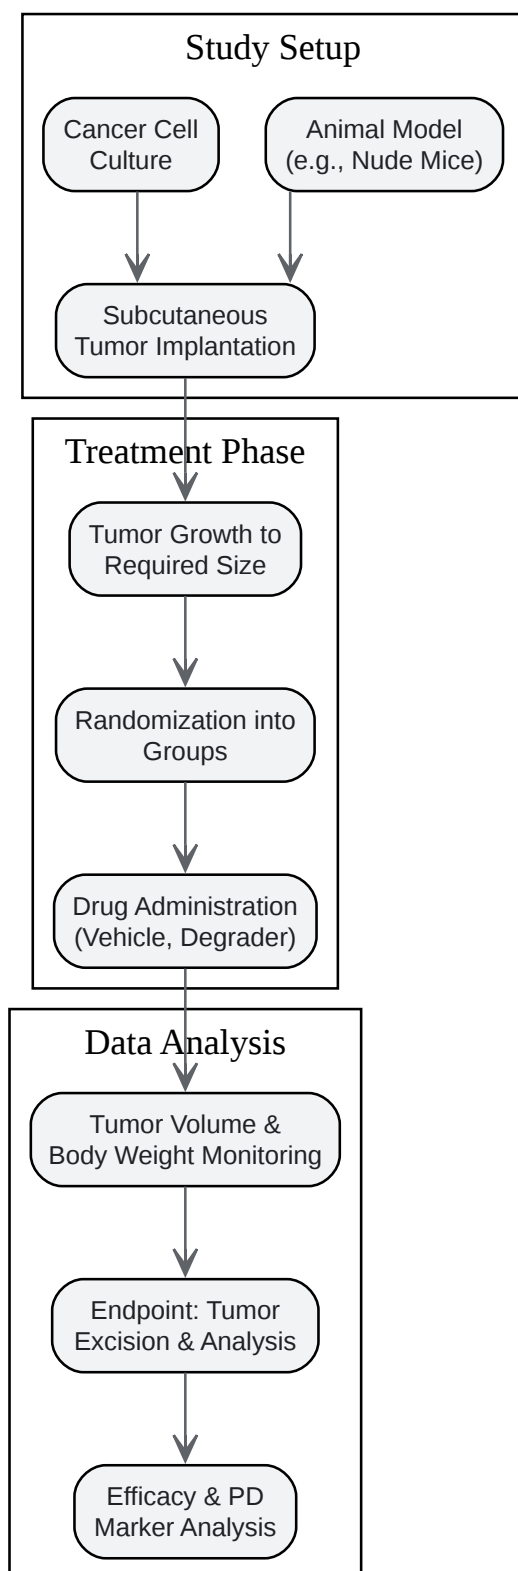 Study Setup
Cancer Cell
Culture
Animal Model
(e.g., Nude Mice)
Subcutaneous
Tumor Implantation
Treatment Phase
Tumor Growth to
Required Size
Randomization into
Groups
Drug Administration
(Vehicle, Degrader)
Data Analysis
Tumor Volume &
Body Weight Monitoring
Endpoint: Tumor
Excision & Analysis
Efficacy & PD
Marker Analysis